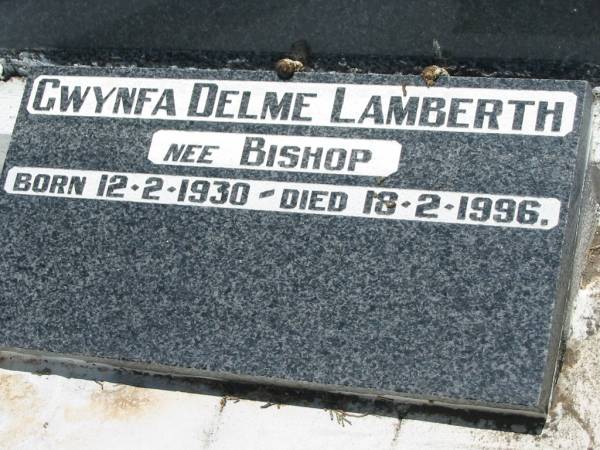 GWYNFA DELME LAMBERTH
NEE BISHOP
BORN 12-2-1930 - DIED 18-2-1996.